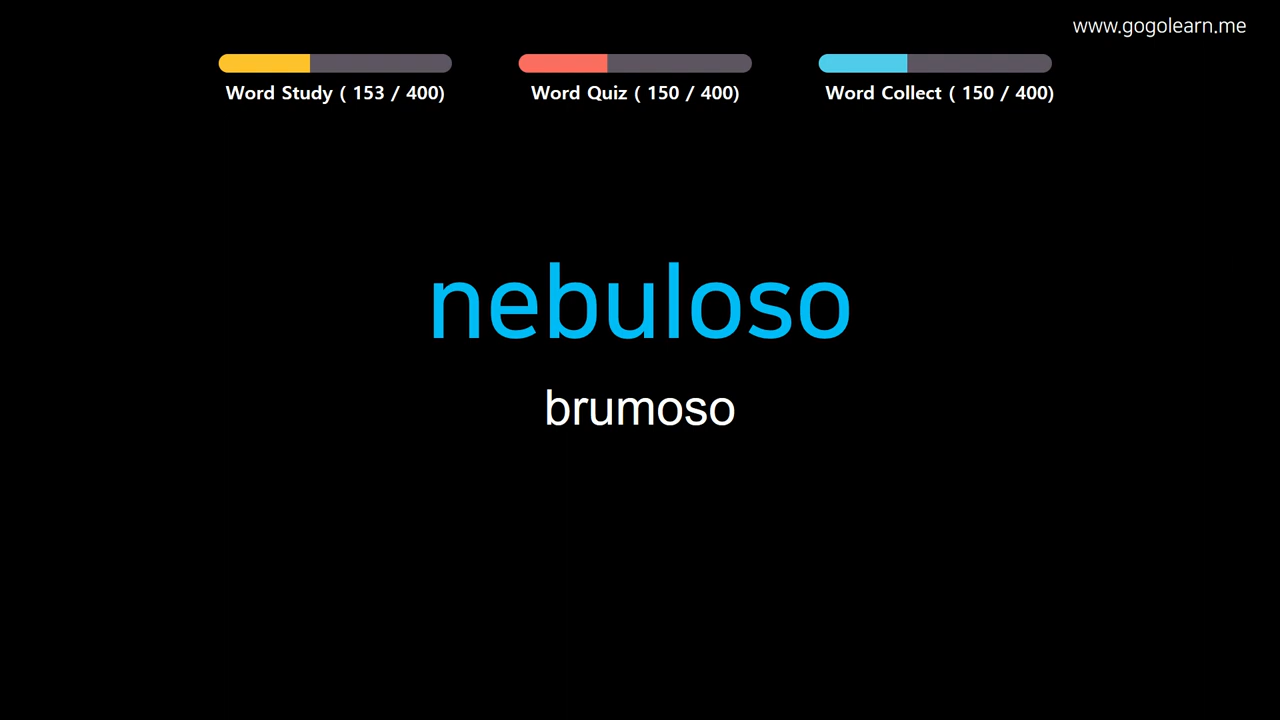 www.gogolearn.me
Word Study ( 153 / 400)
Word Quiz ( 150 / 400)
Word Collect ( 150 / 400)
nebuloso
brumoso